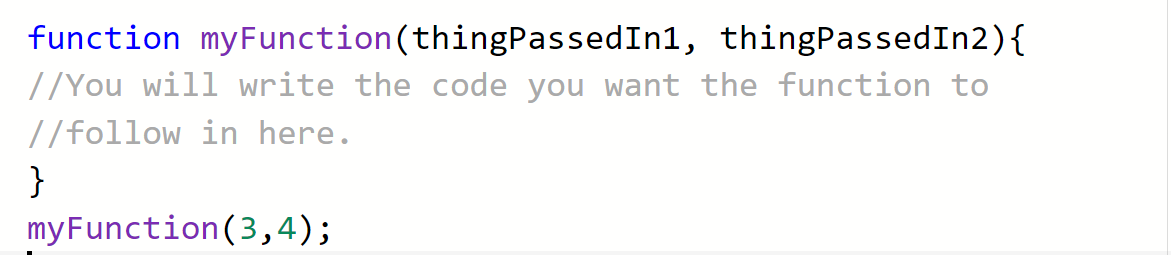 function myFunction(thingPassedIn1, thingPassedIn2){
//You will write the code you want the function to
//follow in here.
}
myFunction(3,4);